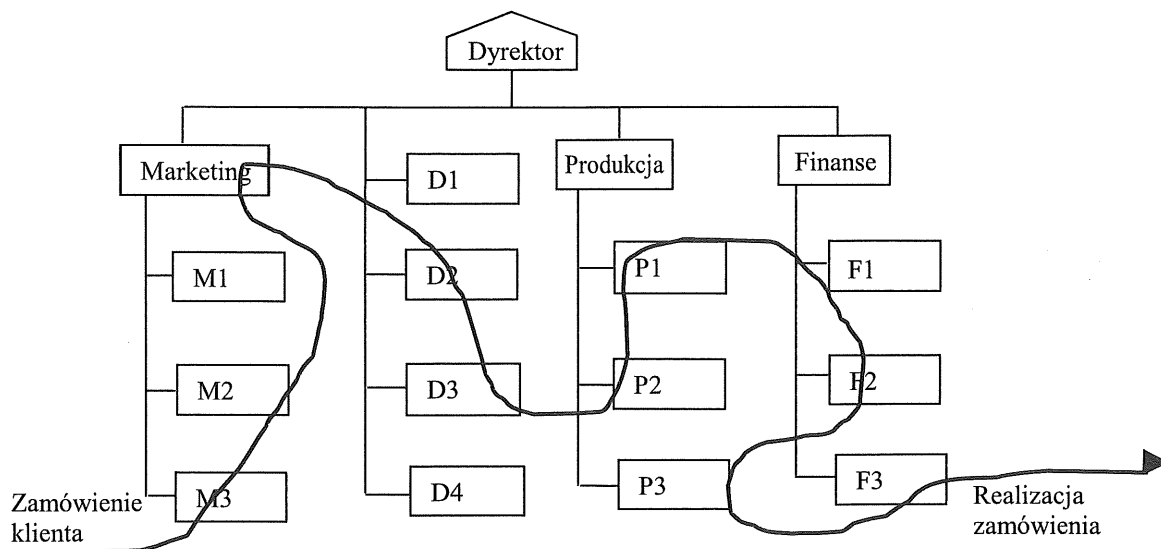 Dyrektor
Marketing
D1
Produkcja
Finanse
M1
D2
P1
F1
M2
D3
P2
F2
M3
D4
P3
F3
Zamówienie
klienta
Realizacja
zamówienia